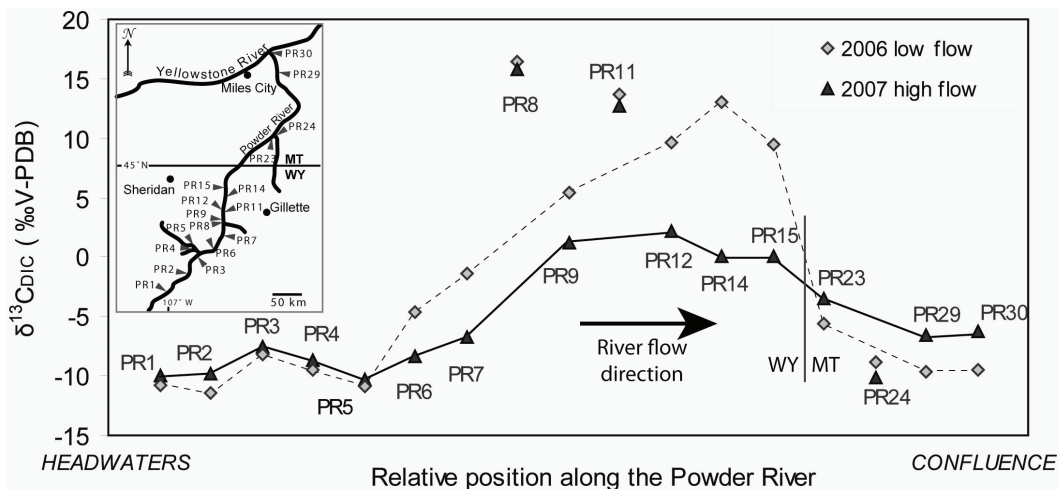 20
15
10
5
0
-5
-10
-15
δ¹³CDIC ( ‰V-PDB)
N
Yellowstone River
Miles City
PR30
PR29
Powder River
PR24
PR23
45°N
MT
WY
Sheridan
PR15
PR14
PR12
PR11
PR9
Gillette
PR8
PR5
PR7
PR4
PR6
PR3
PR2
PR1
107° W
50 km
2006 low flow
2007 high flow
PR8
PR11
PR1
PR2
PR3
PR4
PR5
PR6
PR7
PR9
PR12
PR14
PR15
PR23
PR24
PR29
PR30
River flow
direction
WY
MT
HEADWATERS
Relative position along the Powder River
CONFLUENCE